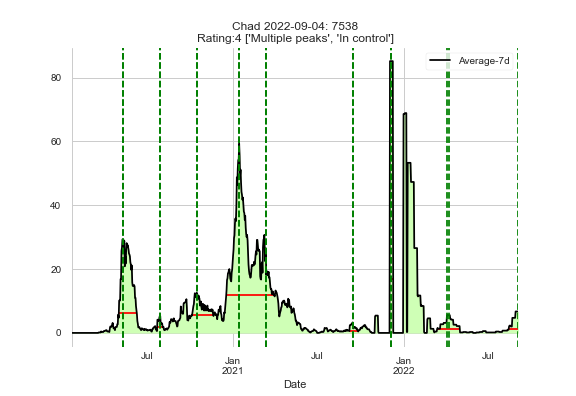 Chad 2022-09-04: 7538
Rating:4 ['Multiple peaks', 'In control']
Average-7d
80
60
40
20
0
Jul
Jan
2021
Jul
Jan
2022
Jul
Date